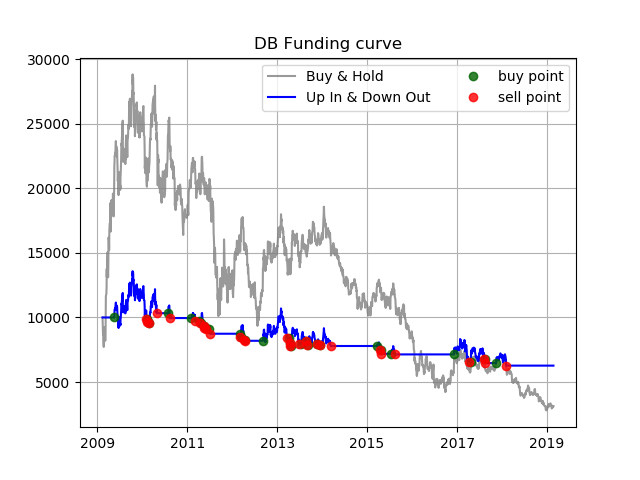 DB Funding curve
30000
25000
20000
15000
10000
5000
Buy & Hold
Up In & Down Out
buy point
sell point
2009 2011 2013 2015 2017 2019